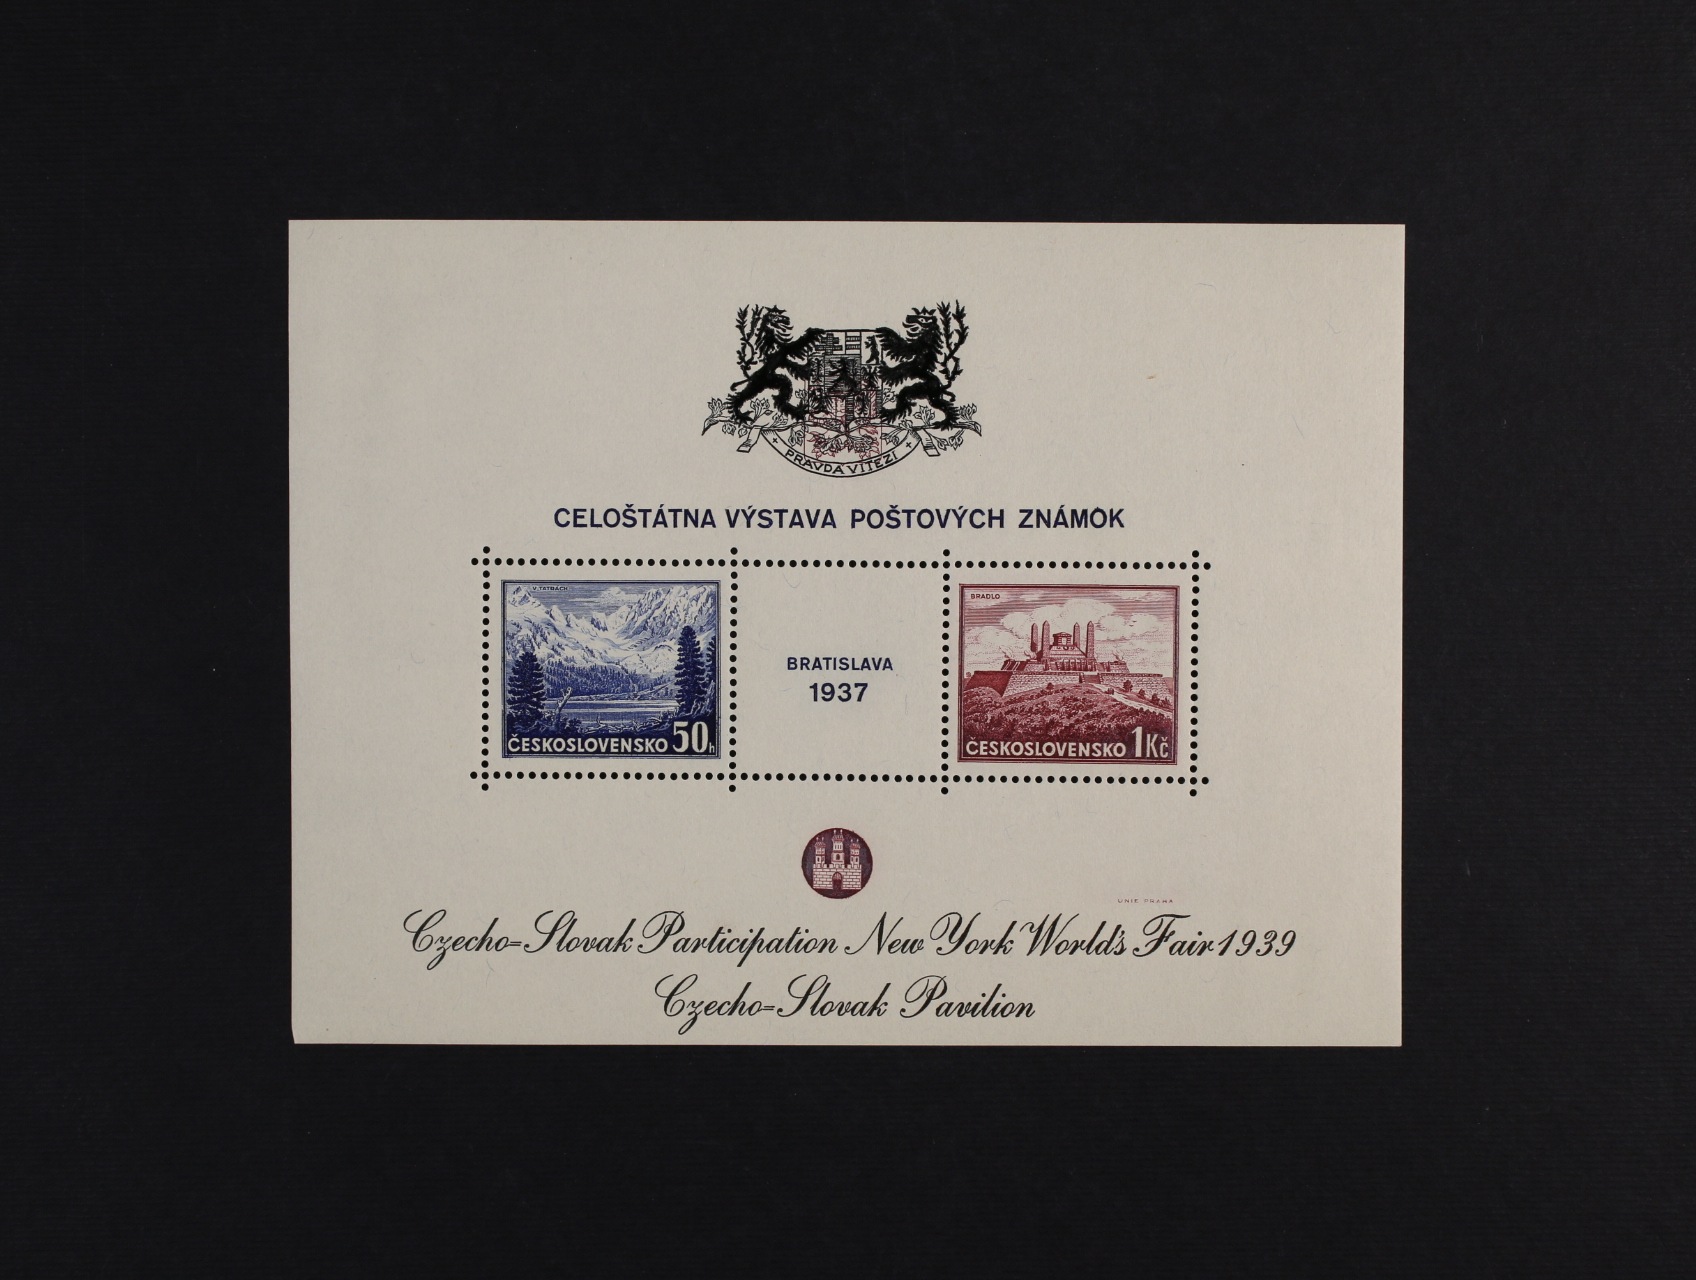 PRAVDA VÍTĚZÍ
CELOŠTÁTNA VÝSTAVA POŠTOVÝCH ZNÁMOK
V TATRÁCH
ČESKOSLOVENSKO 50h
BRATISLAVA
1937
BRADLO
ČESKOSLOVENSKO 1Kč
UNIE PRAHA
Czecho=Slovak Participation New York World's Fair 1939
Czecho=Slovak Pavilion